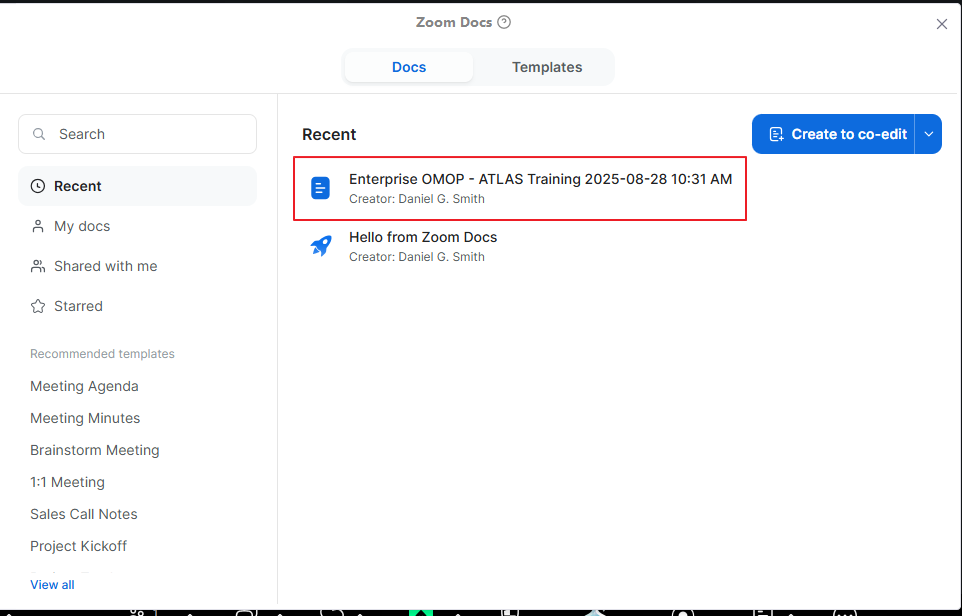 Zoom Docs
Docs
Templates
Search
Recent
My docs
Shared with me
Starred
Recommended templates
Meeting Agenda
Meeting Minutes
Brainstorm Meeting
1:1 Meeting
Sales Call Notes
Project Kickoff
View all
Recent
Create to co-edit
Enterprise OMOP - ATLAS Training 2025-08-28 10:31 AM
Creator: Daniel G. Smith
Hello from Zoom Docs
Creator: Daniel G. Smith